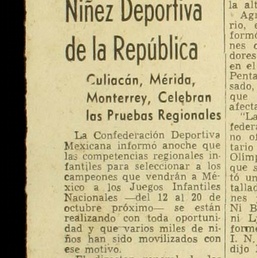 Niñez Deportiva
de la República
Culiacán, Mérida,
Monterrey, Celebran
las Pruebas Regionales
La Confederación Deportiva
Mexicana informó anoche que
las competencias regionales in-
fantiles para seleccionar a los
campeones que vendrán a Mé-
xico a los Juegos Infantiles
Nacionales —del 12 al 20 de
octubre próximo— se están
realizando con toda oportuni-
dad y que varios miles de ni-
ños han sido movilizados con
ese motivo.